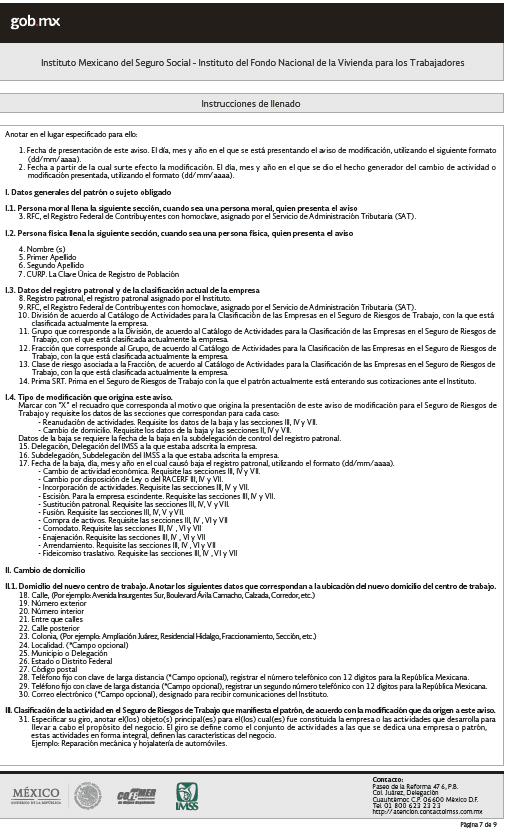 gob.mx
Instituto Mexicano del Seguro Social - Instituto del Fondo Nacional de la Vivienda para los Trabajadores
Instrucciones de llenado
Anotar en el lugar especificado para ello:
1. Fecha de presentación de este aviso. El día, mes y año en el que se está presentando el aviso de modificación, utilizando el siguiente formato
(dd/mm/aaaa).
2. Fecha a partir de la cual surte efecto la modificación. El día, mes y año en el que se dio el hecho generador del cambio de actividad o
modificación presentada, utilizando el formato (dd/mm/aaaa).
I. Datos generales del patrón o sujeto obligado
I.1. Persona moral llena la siguiente sección, cuando sea una persona moral, quien presenta el aviso
3. RFC, el Registro Federal de Contribuyentes con homoclave, asignado por el Servicio de Administración Tributaria (SAT).
I.2. Persona física llena la siguiente sección, cuando sea una persona física, quien presenta el aviso
4. Nombre (s)
5. Primer Apellido
6. Segundo Apellido
7. CURP. La Clave Única de Registro de Población
I.3. Datos del registro patronal y de la clasificación actual de la empresa
8. Registro patronal, el registro patronal asignado por el Instituto.
9. RFC, el Registro Federal de Contribuyentes con homoclave, asignado por el Servicio de Administración Tributaria (SAT).
10. División de acuerdo al Catálogo de Actividades para la Clasificación de las Empresas en el Seguro de Riesgos de Trabajo, con la que está
clasificada actualmente la empresa.
11. Grupo que corresponde a la División, de acuerdo al Catálogo de Actividades para la Clasificación de las Empresas en el Seguro de Riesgos de
Trabajo, con el que está clasificada actualmente la empresa.
12. Fracción que corresponde al Grupo, de acuerdo al Catálogo de Actividades para la Clasificación de las Empresas en el Seguro de Riesgos de
Trabajo, con la que está clasificada actualmente la empresa.
13. Clase de riesgo asociada a la Fracción, de acuerdo al Catálogo de Actividades para la Clasificación de las Empresas en el Seguro de Riesgos de
Trabajo, con la que está clasificada actualmente la empresa.
14. Prima SRT. Prima en el Seguro de Riesgos de Trabajo con la que el patrón actualmente está enterando sus cotizaciones ante el Instituto.
I.4. Tipo de modificación que origina este aviso.
Marcar con "X" el recuadro que corresponda al motivo que origina la presentación de este aviso de modificación para el Seguro de Riesgos de
Trabajo y requisite los datos de las secciones que correspondan para cada caso:
- Reanudación de actividades. Requisite los datos de la baja y las secciones III, IV y VII.
- Cambio de domicilio. Requisite los datos de la baja y las secciones II, IV y VII.
Datos de la baja se requiere la fecha de la baja en la subdelegación de control del registro patronal.
15. Delegación, Delegación del IMSS a la que estaba adscrita la empresa.
16. Subdelegación, Subdelegación del IMSS a la que estaba adscrita la empresa.
17. Fecha de la baja, día, mes y año en el cual causó baja el registro patronal, utilizando el formato (dd/mm/aaaa).
- Cambio de actividad económica. Requisite las secciones III, IV y VII.
- Cambio por disposición de Ley o del RACERF III, IV y VII.
- Incorporación de actividades. Requisite las secciones III, IV y VII.
- Escisión. Para la empresa escindente. Requisite las secciones III, IV y VII.
- Sustitución patronal. Requisite las secciones III, IV, V y VII.
- Fusión. Requisite las secciones III, IV, V y VII.
- Compra de activos. Requisite las secciones III, IV , VI y VII
- Comodato. Requisite las secciones III, IV , VI y VII
- Enajenación. Requisite las secciones III, IV , VI y VII
- Arrendamiento. Requisite las secciones III, IV , VI y VII
- Fideicomiso traslativo. Requisite las secciones III, IV , VI y VII
II. Cambio de domicilio
II.1. Domicilio del nuevo centro de trabajo. Anotar los siguientes datos que correspondan a la ubicación del nuevo domicilio del centro de trabajo.
18. Calle, (Por ejemplo: Avenida Insurgentes Sur, Boulevard Ávila Camacho, Calzada, Corredor, etc.)
19. Número exterior
20. Número interior
21. Entre que calles
22. Calle posterior
23. Colonia, (Por ejemplo: Ampliación Juárez, Residencial Hidalgo, Fraccionamiento, Sección, etc.)
24. Localidad. (*Campo opcional)
25. Municipio o Delegación
26. Estado o Distrito Federal
27. Código postal
28. Teléfono fijo con clave de larga distancia (*Campo opcional), registrar el número telefónico con 12 dígitos para la República Mexicana.
29. Teléfono fijo con clave de larga distancia (*Campo opcional), registrar un segundo número telefónico con 12 dígitos para la República Mexicana.
30. Correo electrónico (*Campo opcional), designado para recibir comunicaciones del Instituto.
III. Clasificación de la actividad en el Seguro de Riesgos de Trabajo que manifiesta el patrón, de acuerdo con la modificación que da origen a este aviso.
31. Especificar su giro, anotar el(los) objeto(s) principal(es) para el(los) cual(es) fue constituida la empresa o las actividades que desarrolla para
llevar a cabo el propósito del negocio. El giro se define como el conjunto de actividades a las que se dedica una empresa o patrón,
estas actividades en forma integral, definen las características del negocio.
Ejemplo: Reparación mecánica y hojalatería de automóviles.
MÉXICO
GOBIERNO DE LA REPÚBLICA
COFEMER
IMSS
Contacto:
Paseo de la Reforma 476, P.B.
Col. Juárez, Delegación
Cuauhtémoc C.P. 06600 México D.F.
Tel. 01 800 623 23 23
http://atencion.contactoimss.com.mx
Página 7 de 9